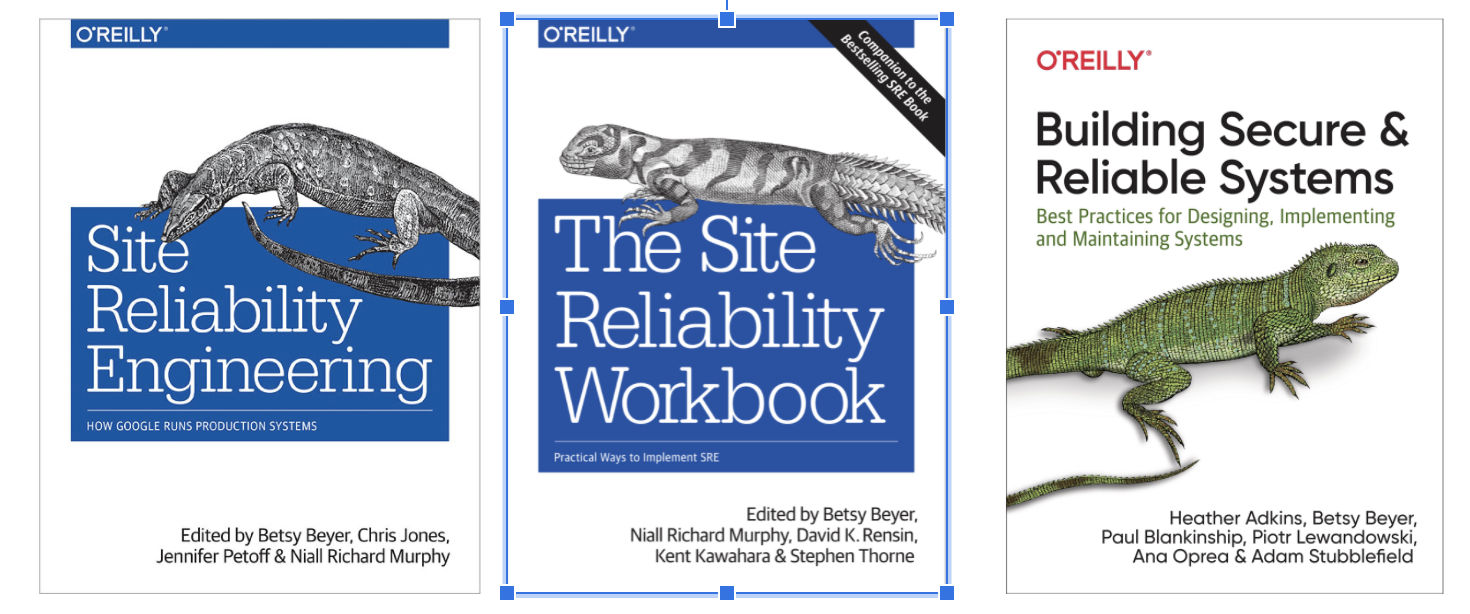 O'REILLY®
Site
Reliability
Engineering
HOW GOOGLE RUNS PRODUCTION SYSTEMS
Edited by Betsy Beyer, Chris Jones,
Jennifer Petoff & Niall Richard Murphy
O'REILLY®
Companion to the
Bestselling SRE Book
The Site
Reliability
Workbook
Practical Ways to Implement SRE
Edited by Betsy Beyer,
Niall Richard Murphy, David K. Rensin,
Kent Kawahara & Stephen Thorne
O'REILLY®
Building Secure &
Reliable Systems
Best Practices for Designing, Implementing
and Maintaining Systems
Heather Adkins, Betsy Beyer,
Paul Blankinship, Piotr Lewandowski,
Ana Oprea & Adam Stubblefield